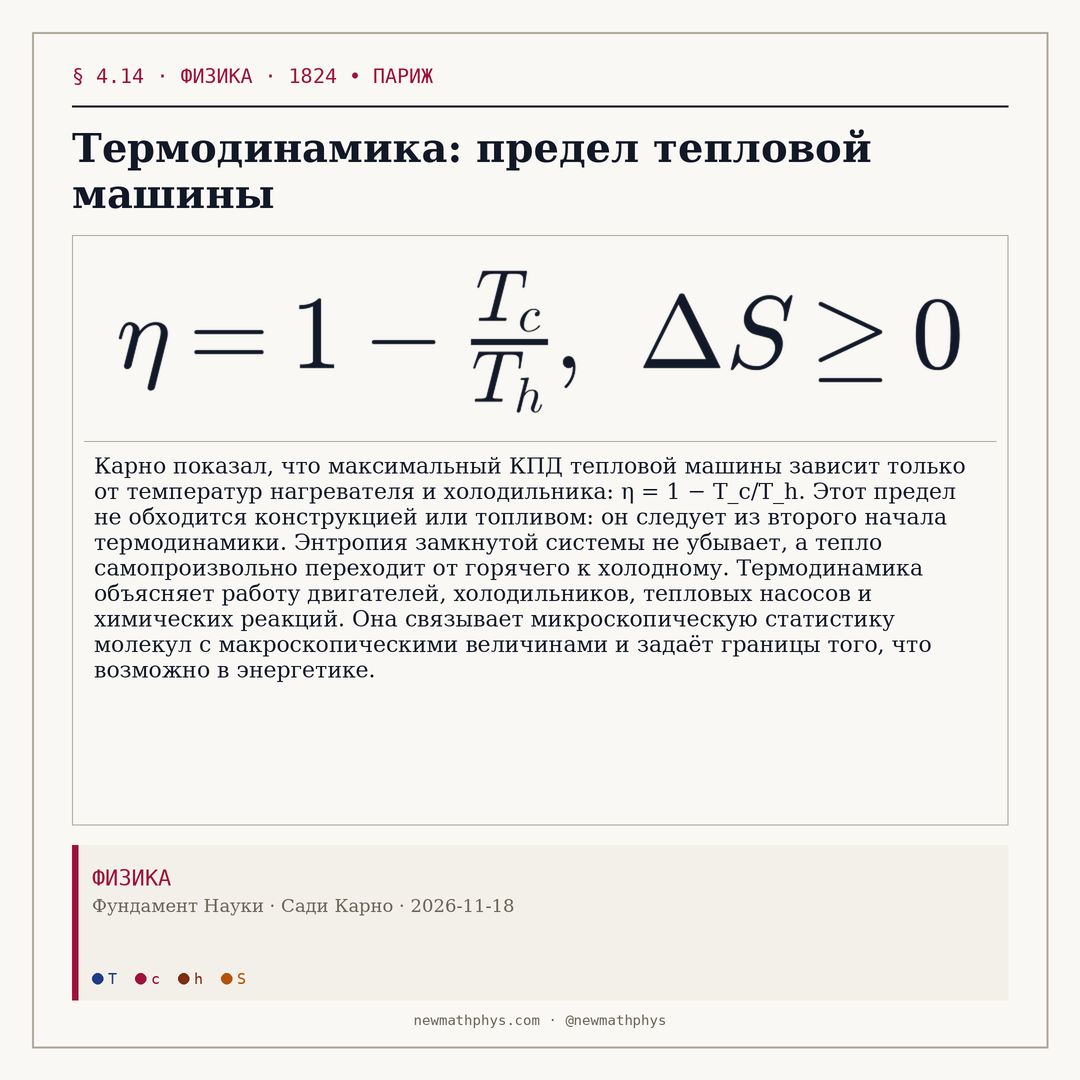 § 4.14 · ФИЗИКА · 1824 • ПАРИЖ
Термодинамика: предел тепловой
машины
η = 1 − T_c/T_h, ΔS ≥ 0
Карно показал, что максимальный КПД тепловой машины зависит только
от температур нагревателя и холодильника: η = 1 − T_c/T_h. Этот предел
не обходится конструкцией или топливом: он следует из второго начала
термодинамики. Энтропия замкнутой системы не убывает, а тепло
самопроизвольно переходит от горячего к холодному. Термодинамика
объясняет работу двигателей, холодильников, тепловых насосов и
химических реакций. Она связывает микроскопическую статистику
молекул с макроскопическими величинами и задаёт границы того, что
возможно в энергетике.
ФИЗИКА
Фундамент Науки · Сади Карно · 2026-11-18
T c h S
newmathphys.com · @newmathphys